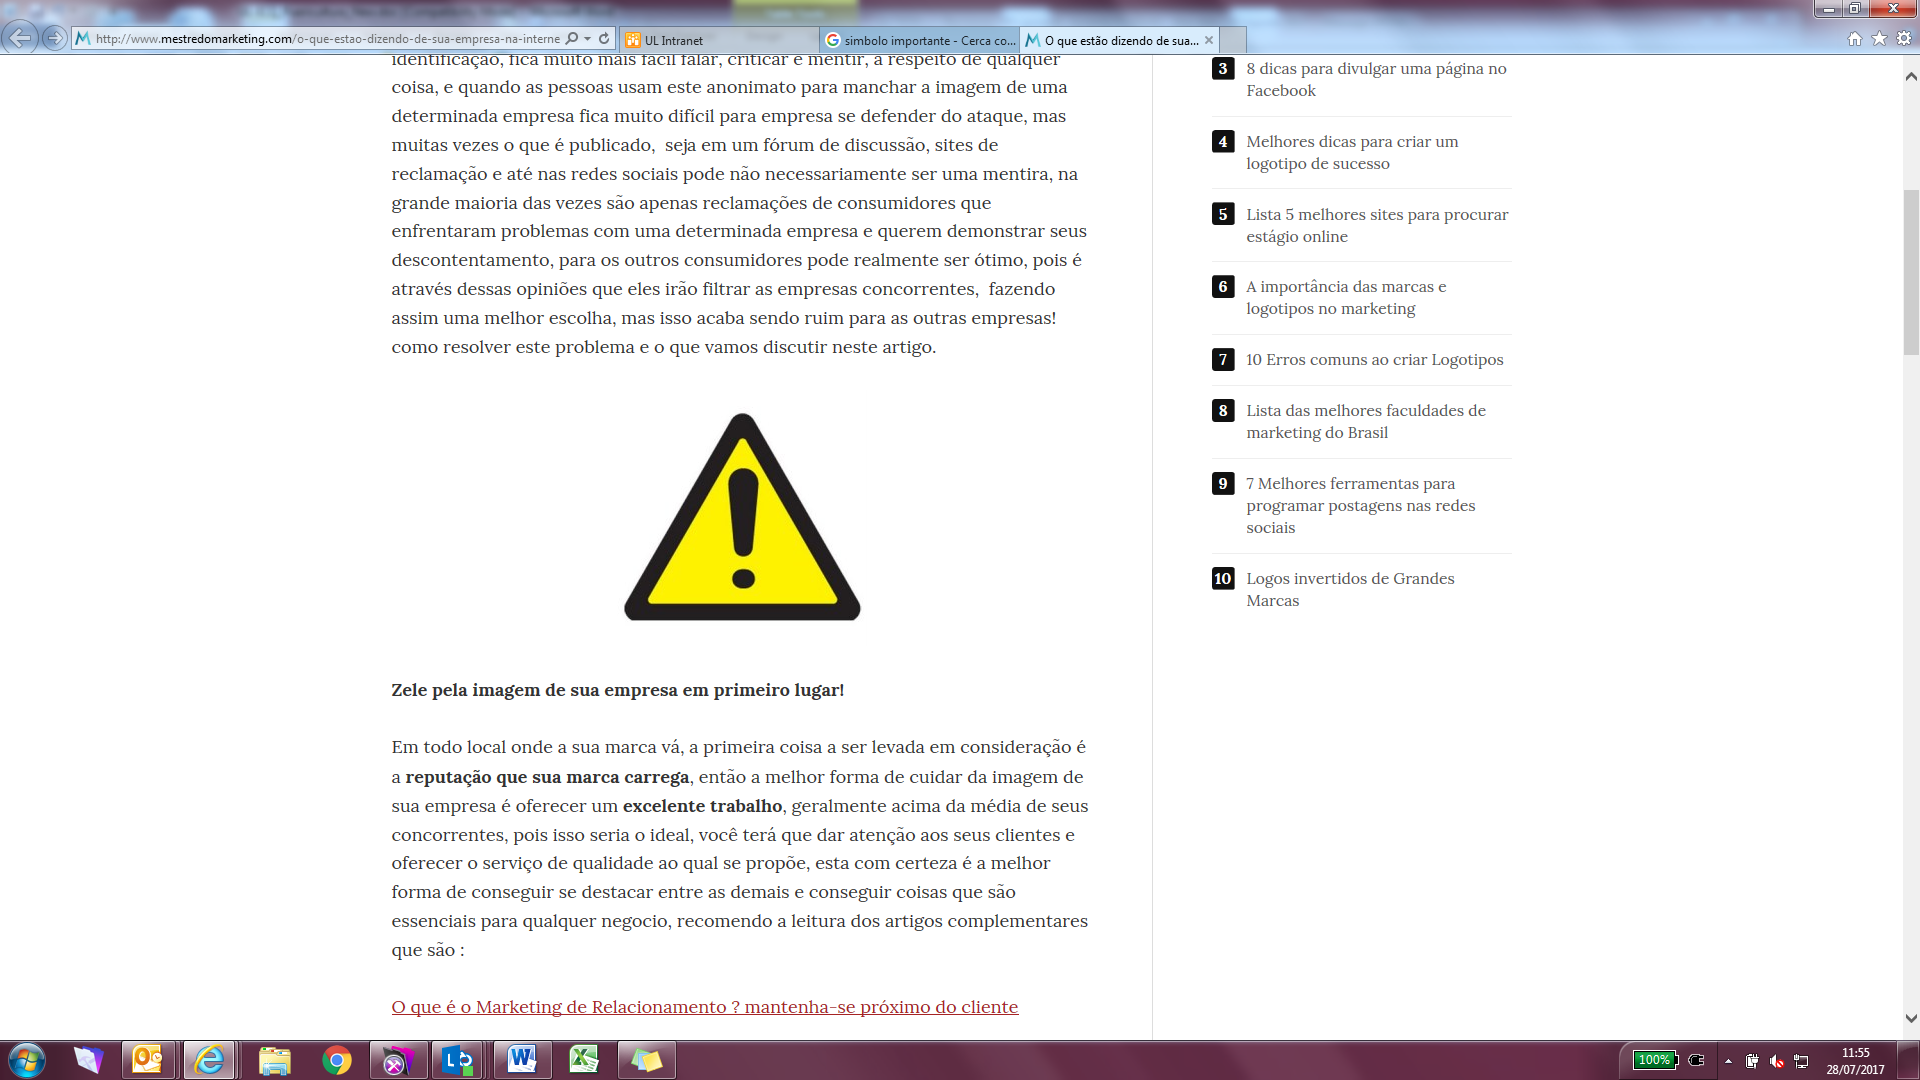 http://www.mestredomarketing.com/o-que-estao-dizendo-de-sua-empresa-na-interne
UL Intranet
simbolo importante - Cerca co...
O que estão dizendo de sua...
identificação, fica muito mais fácil falar, criticar e mentir, a respeito de qualquer
coisa, e quando as pessoas usam este anonimato para manchar a imagem de uma
determinada empresa fica muito difícil para empresa se defender do ataque, mas
muitas vezes o que é publicado,  seja em um fórum de discussão, sites de
reclamação e até nas redes sociais pode não necessariamente ser uma mentira, na
grande maioria das vezes são apenas reclamações de consumidores que
enfrentaram problemas com uma determinada empresa e querem demonstrar seus
descontentamento, para os outros consumidores pode realmente ser ótimo, pois é
através dessas opiniões que eles irão filtrar as empresas concorrentes,  fazendo
assim uma melhor escolha, mas isso acaba sendo ruim para as outras empresas!
como resolver este problema e o que vamos discutir neste artigo.
Zele pela imagem de sua empresa em primeiro lugar!
Em todo local onde a sua marca vá, a primeira coisa a ser levada em consideração é
a reputação que sua marca carrega, então a melhor forma de cuidar da imagem de
sua empresa é oferecer um excelente trabalho, geralmente acima da média de seus
concorrentes, pois isso seria o ideal, você terá que dar atenção aos seus clientes e
oferecer o serviço de qualidade ao qual se propõe, esta com certeza é a melhor
forma de conseguir se destacar entre as demais e conseguir coisas que são
essenciais para qualquer negocio, recomendo a leitura dos artigos complementares
que são :
O que é o Marketing de Relacionamento ? mantenha-se próximo do cliente
3 8 dicas para divulgar uma página no
Facebook
4 Melhores dicas para criar um
logotipo de sucesso
5 Lista 5 melhores sites para procurar
estágio online
6 A importância das marcas e
logotipos no marketing
7 10 Erros comuns ao criar Logotipos
8 Lista das melhores faculdades de
marketing do Brasil
9 7 Melhores ferramentas para
programar postagens nas redes
sociais
10 Logos invertidos de Grandes
Marcas
100%
11:55
28/07/2017